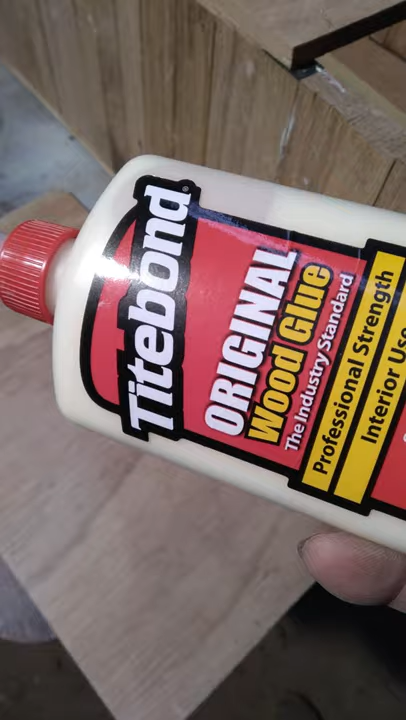 Titebond®
ORIGINAL
Wood Glue
The Industry Standard
Professional Strength
Interior Use